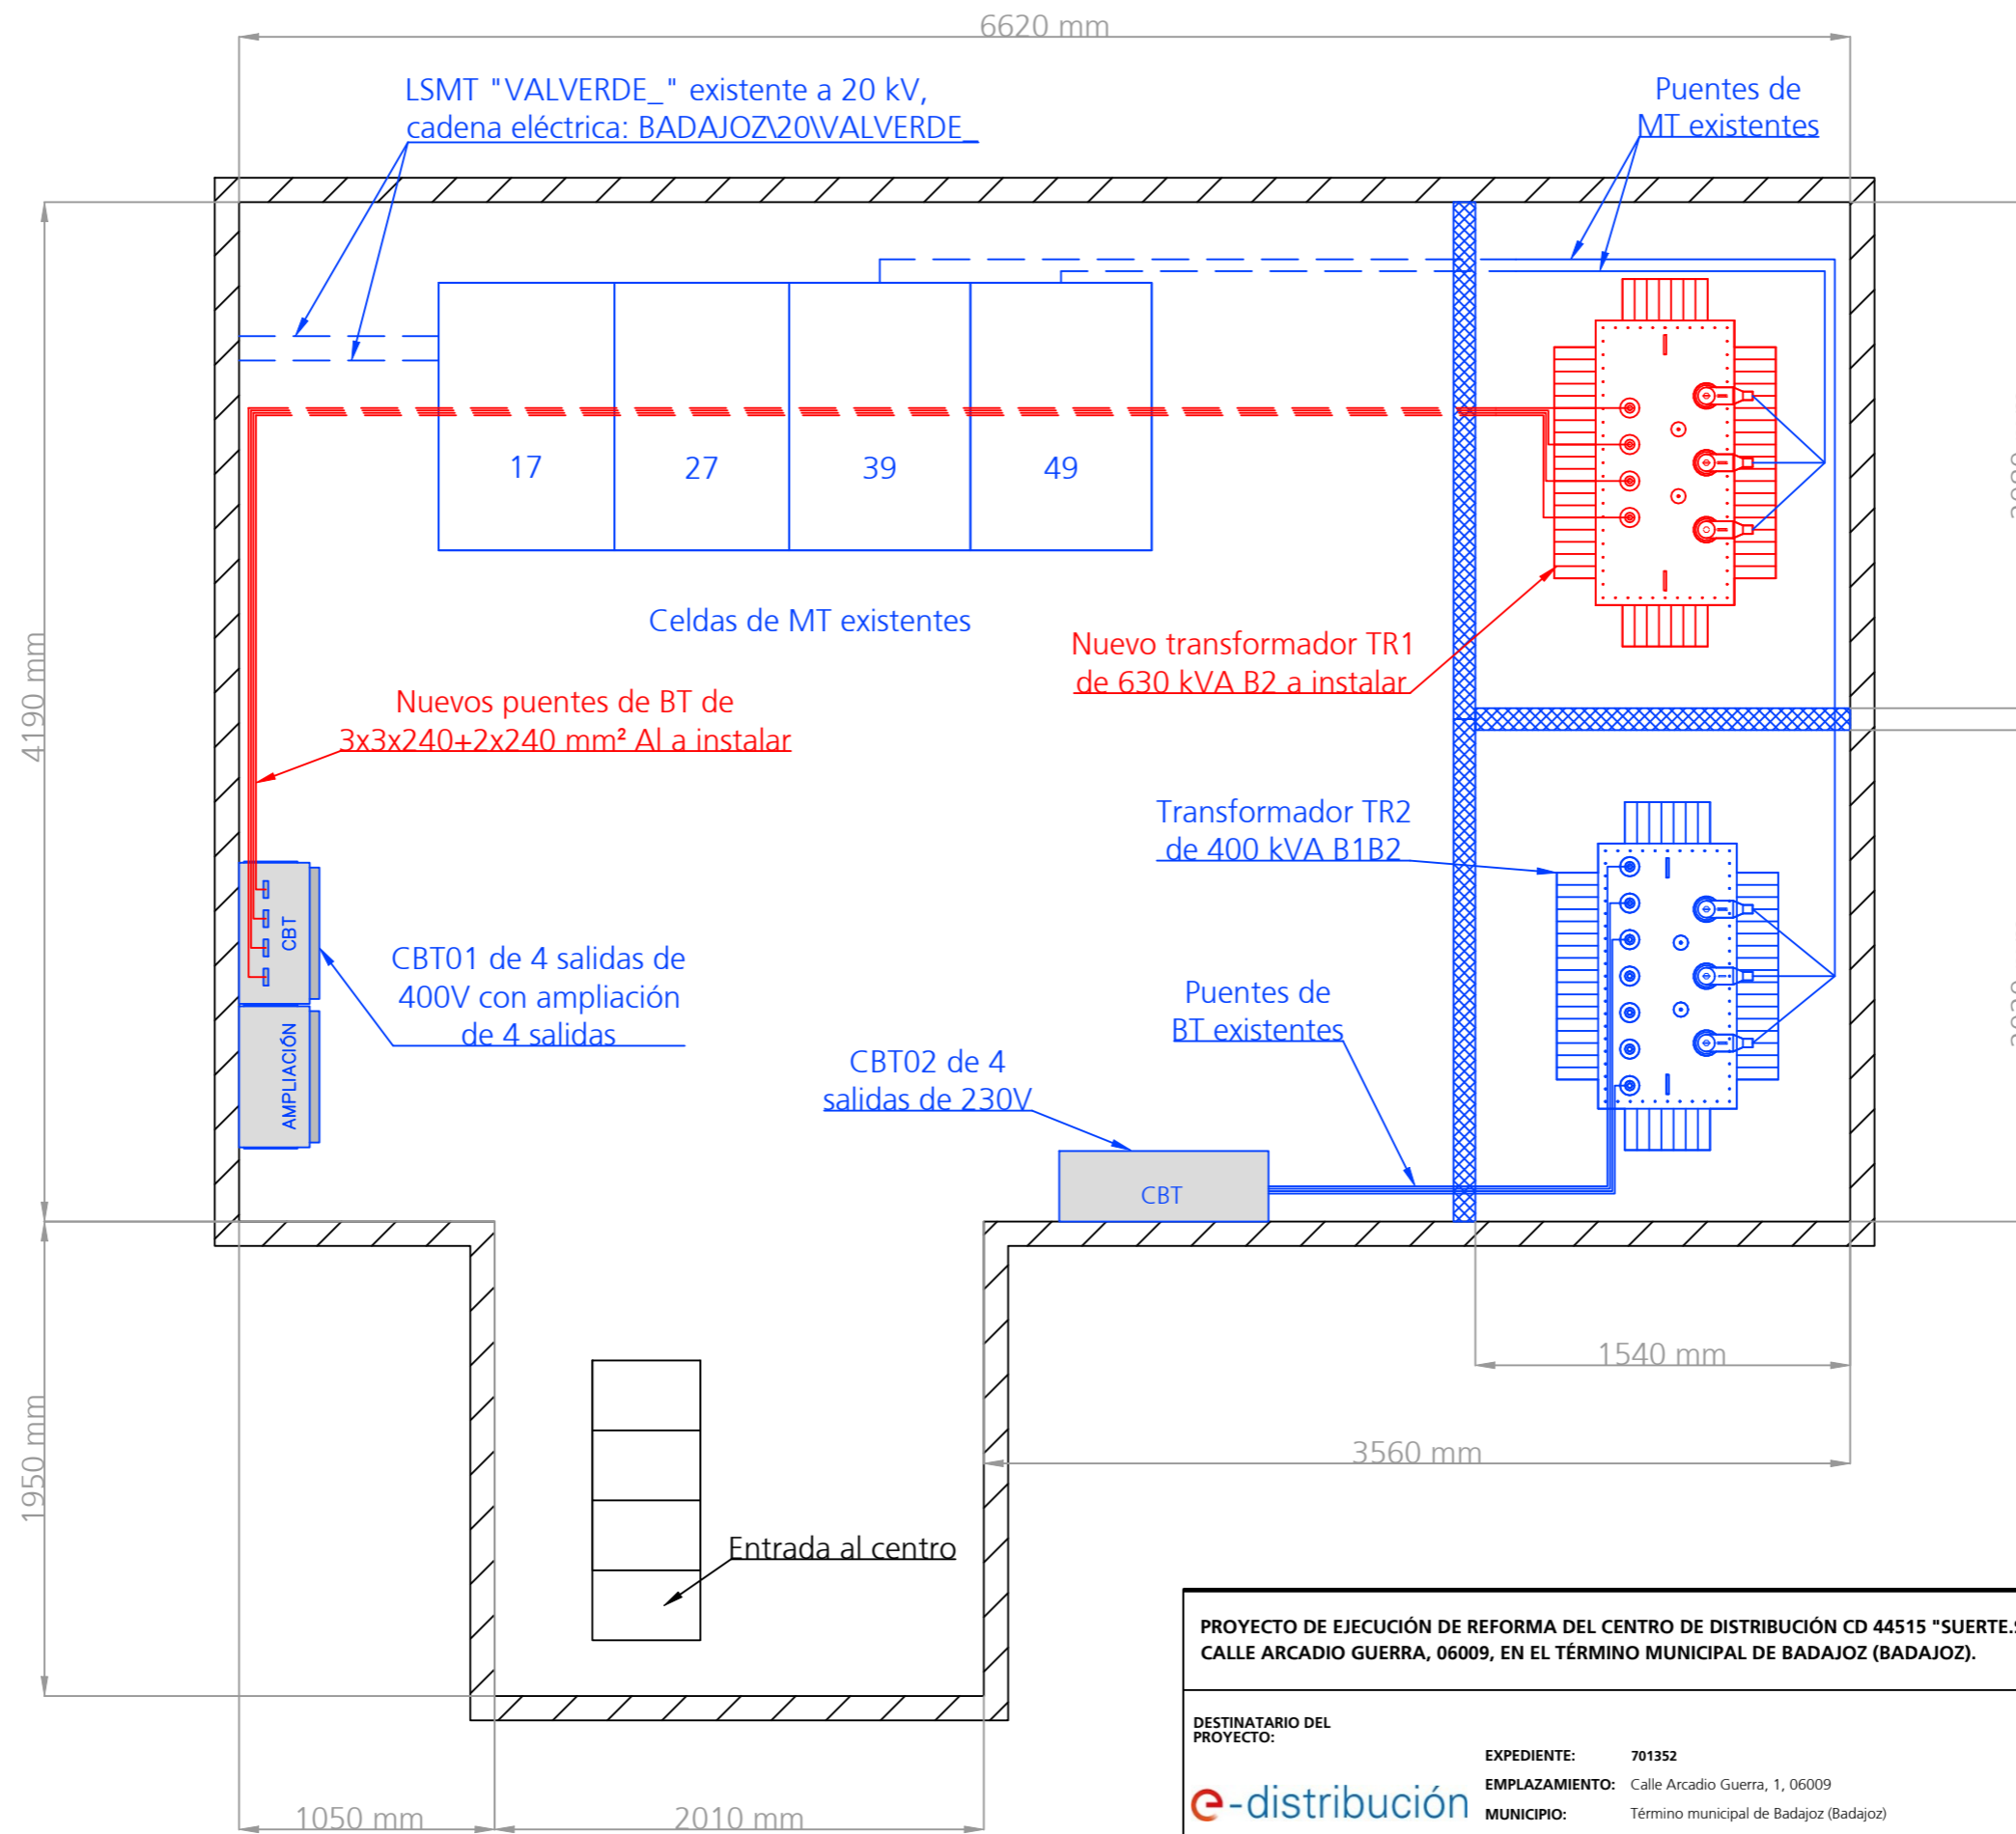 6620 mm
LSMT "VALVERDE_" existente a 20 kV,
cadena eléctrica: BADAJOZ\20\VALVERDE_
Puentes de
MT existentes
17
27
39
49
Celdas de MT existentes
Nuevo transformador TR1
de 630 kVA B2 a instalar
4190 mm
Nuevos puentes de BT de
3x3x240+2x240 mm² Al a instalar
Transformador TR2
de 400 kVA B1B2
CBT
CBT01 de 4 salidas de
400V con ampliación
de 4 salidas
AMPLIACIÓN
Puentes de
BT existentes
CBT02 de 4
salidas de 230V
CBT
1540 mm
3560 mm
1950 mm
Entrada al centro
1050 mm
2010 mm
PROYECTO DE EJECUCIÓN DE REFORMA DEL CENTRO DE DISTRIBUCIÓN CD 44515 "SUERTE.
CALLE ARCADIO GUERRA, 06009, EN EL TÉRMINO MUNICIPAL DE BADAJOZ (BADAJOZ).
DESTINATARIO DEL
PROYECTO:
e-distribución
EXPEDIENTE: 701352
EMPLAZAMIENTO: Calle Arcadio Guerra, 1, 06009
MUNICIPIO: Término municipal de Badajoz (Badajoz)